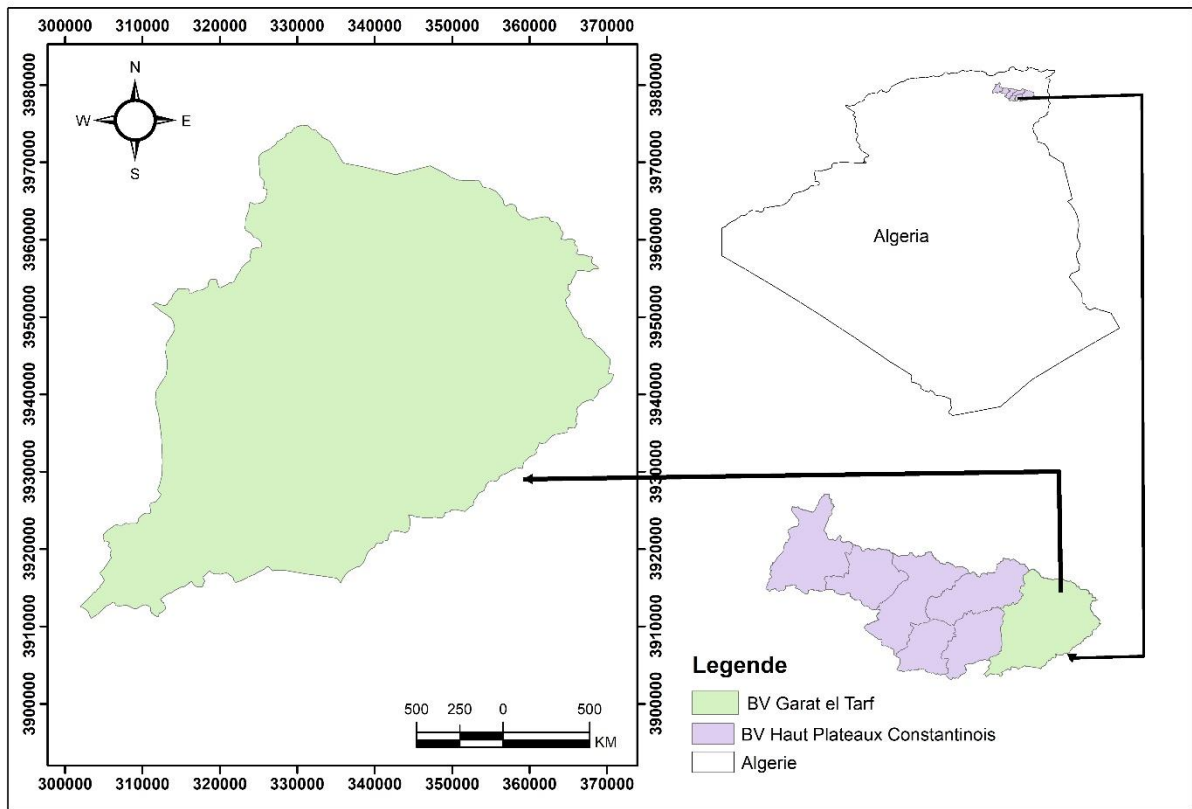 300000 310000 320000 330000 340000 350000 360000 370000
3980000
3970000
3960000
3950000
3940000
3930000
3920000
3910000
3900000
N
W E
S
3980000
3970000
3960000
3950000
3940000
3930000
3920000
3910000
3900000
500 250 0 500
KM
300000 310000 320000 330000 340000 350000 360000 370000
Algeria
Legende
BV Garat el Tarf
BV Haut Plateaux Constantinois
Algerie